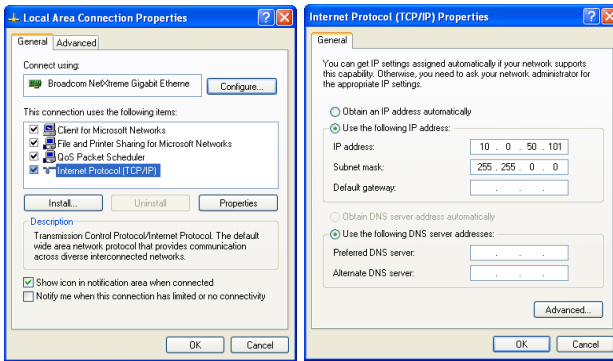 Local Area Connection Properties
General Advanced
Connect using:
Broadcom NetXtreme Gigabit Etherne
Configure...
This connection uses the following items:
Client for Microsoft Networks
File and Printer Sharing for Microsoft Networks
QoS Packet Scheduler
Internet Protocol (TCP/IP)
Install... Uninstall Properties
Description
Transmission Control Protocol/Internet Protocol. The default
wide area network protocol that provides communication
across diverse interconnected networks.
Show icon in notification area when connected
Notify me when this connection has limited or no connectivity
OK Cancel
Internet Protocol (TCP/IP) Properties
General
You can get IP settings assigned automatically if your network supports
this capability. Otherwise, you need to ask your network administrator for
the appropriate IP settings.
Obtain an IP address automatically
Use the following IP address:
IP address: 10 . 0 . 50 . 101
Subnet mask: 255 . 255 . 0 . 0
Default gateway: . . .
Obtain DNS server address automatically
Use the following DNS server addresses:
Preferred DNS server: . . .
Alternate DNS server: . . .
Advanced...
OK Cancel